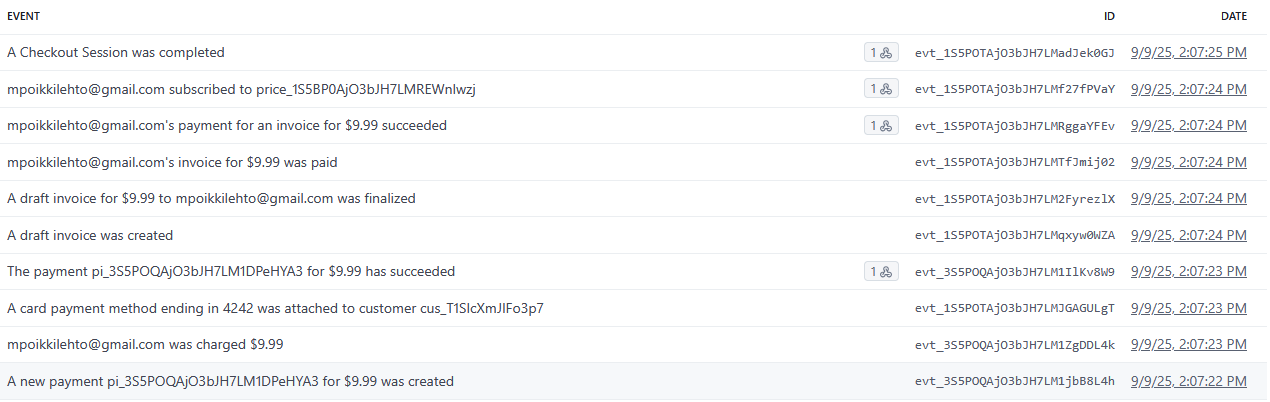 EVENT ID DATE
A Checkout Session was completed 1 evt_1S5POTAjO3bJH7LMadJek0GJ 9/9/25, 2:07:25 PM
mpoikkilehto@gmail.com subscribed to price_1S5BP0AjO3bJH7LMREWnlwzj 1 evt_1S5POTAjO3bJH7LMf27fPVaY 9/9/25, 2:07:24 PM
mpoikkilehto@gmail.com's payment for an invoice for $9.99 succeeded 1 evt_1S5POTAjO3bJH7LMRggaYFEv 9/9/25, 2:07:24 PM
mpoikkilehto@gmail.com's invoice for $9.99 was paid evt_1S5POTAjO3bJH7LMTfJmij02 9/9/25, 2:07:24 PM
A draft invoice for $9.99 to mpoikkilehto@gmail.com was finalized evt_1S5POTAjO3bJH7LM2FyrezlX 9/9/25, 2:07:24 PM
A draft invoice was created evt_1S5POTAjO3bJH7LMqxyw0WZA 9/9/25, 2:07:24 PM
The payment pi_3S5POQAjO3bJH7LM1DPeHYA3 for $9.99 has succeeded 1 evt_3S5POQAjO3bJH7LM1IlKv8W9 9/9/25, 2:07:23 PM
A card payment method ending in 4242 was attached to customer cus_T1SlcXmJlFo3p7 evt_1S5POTAjO3bJH7LMJGAGULgT 9/9/25, 2:07:23 PM
mpoikkilehto@gmail.com was charged $9.99 evt_3S5POQAjO3bJH7LM1ZgDDL4k 9/9/25, 2:07:23 PM
A new payment pi_3S5POQAjO3bJH7LM1DPeHYA3 for $9.99 was created evt_3S5POQAjO3bJH7LM1jbB8L4h 9/9/25, 2:07:22 PM